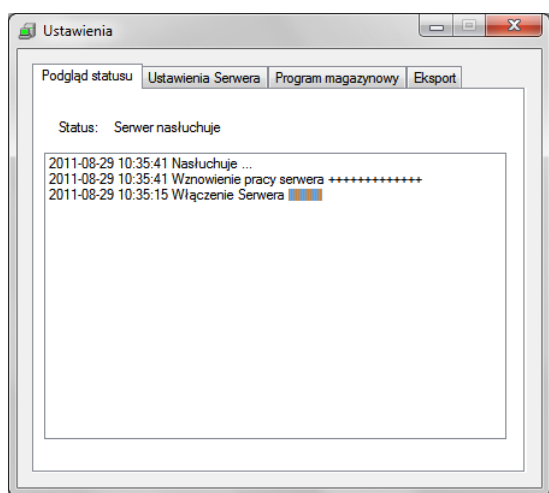 Ustawienia
Podgląd statusu Ustawienia Serwera Program magazynowy Eksport
Status: Serwer nasłuchuje
2011-08-29 10:35:41 Nasłuchuje ...
2011-08-29 10:35:41 Wznowienie pracy serwera +++++++++++++
2011-08-29 10:35:15 Włączenie Serwera